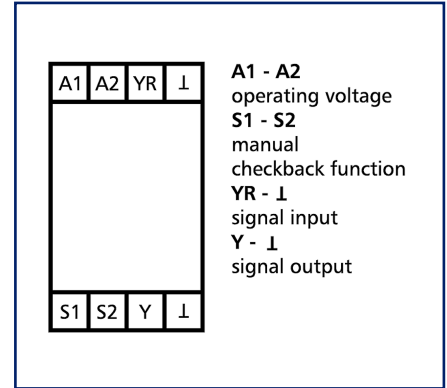 A1 A2 YR ⊥
A1 - A2
operating voltage
S1 - S2
manual
checkback function
YR - ⊥
signal input
Y - ⊥
signal output
S1 S2 Y ⊥